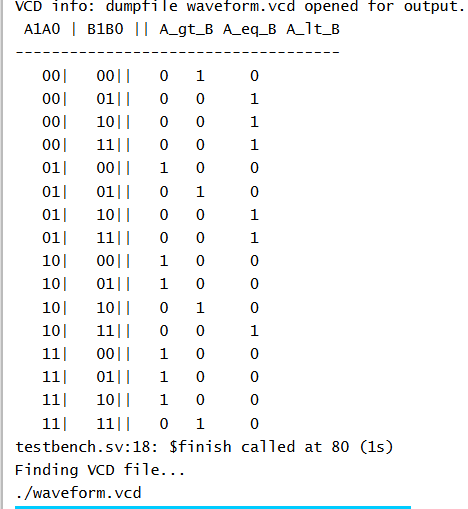 VCD info: dumpfile waveform.vcd opened for output.
A1A0 | B1B0 || A_gt_B A_eq_B A_lt_B
------------------------------------
00|   00||   0   1     0
00|   01||   0   0     1
00|   10||   0   0     1
00|   11||   0   0     1
01|   00||   1   0     0
01|   01||   0   1     0
01|   10||   0   0     1
01|   11||   0   0     1
10|   00||   1   0     0
10|   01||   1   0     0
10|   10||   0   1     0
10|   11||   0   0     1
11|   00||   1   0     0
11|   01||   1   0     0
11|   10||   1   0     0
11|   11||   0   1     0
testbench.sv:18: $finish called at 80 (1s)
Finding VCD file...
./waveform.vcd